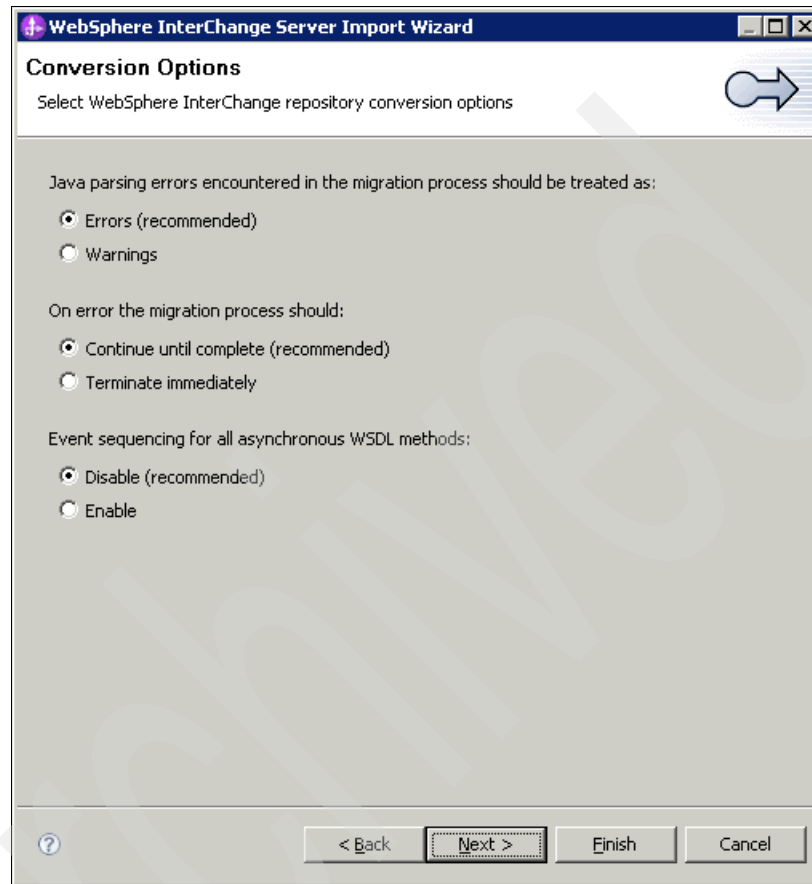 WebSphere InterChange Server Import Wizard
Conversion Options
Select WebSphere InterChange repository conversion options
Java parsing errors encountered in the migration process should be treated as:
Errors (recommended)
Warnings
On error the migration process should:
Continue until complete (recommended)
Terminate immediately
Event sequencing for all asynchronous WSDL methods:
Disable (recommended)
Enable
< Back Next > Finish Cancel